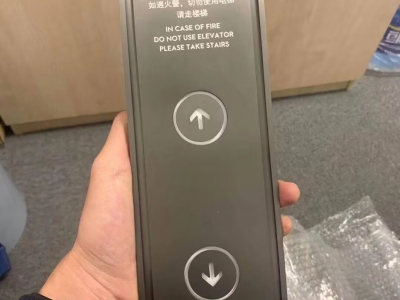 如遇火警，切勿使用电梯
请走楼梯
IN CASE OF FIRE
DO NOT USE ELEVATOR
PLEASE TAKE STAIRS